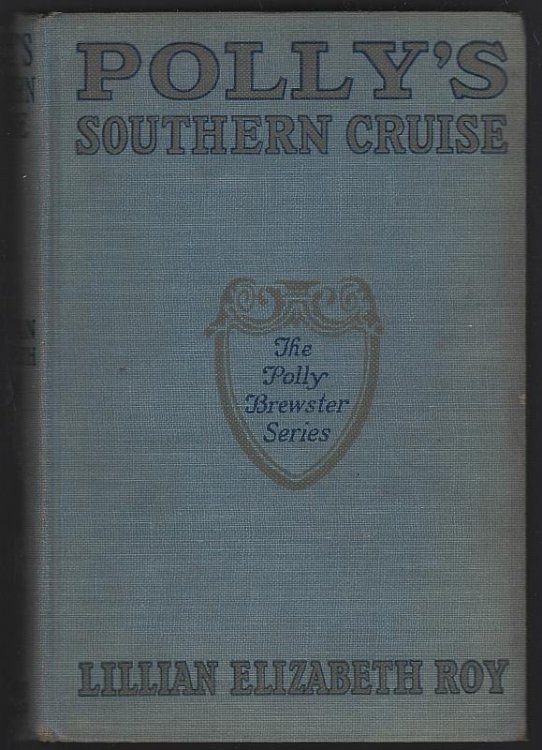 POLLY'S
SOUTHERN CRUISE
The
Polly
Brewster
Series
LILLIAN ELIZABETH ROY